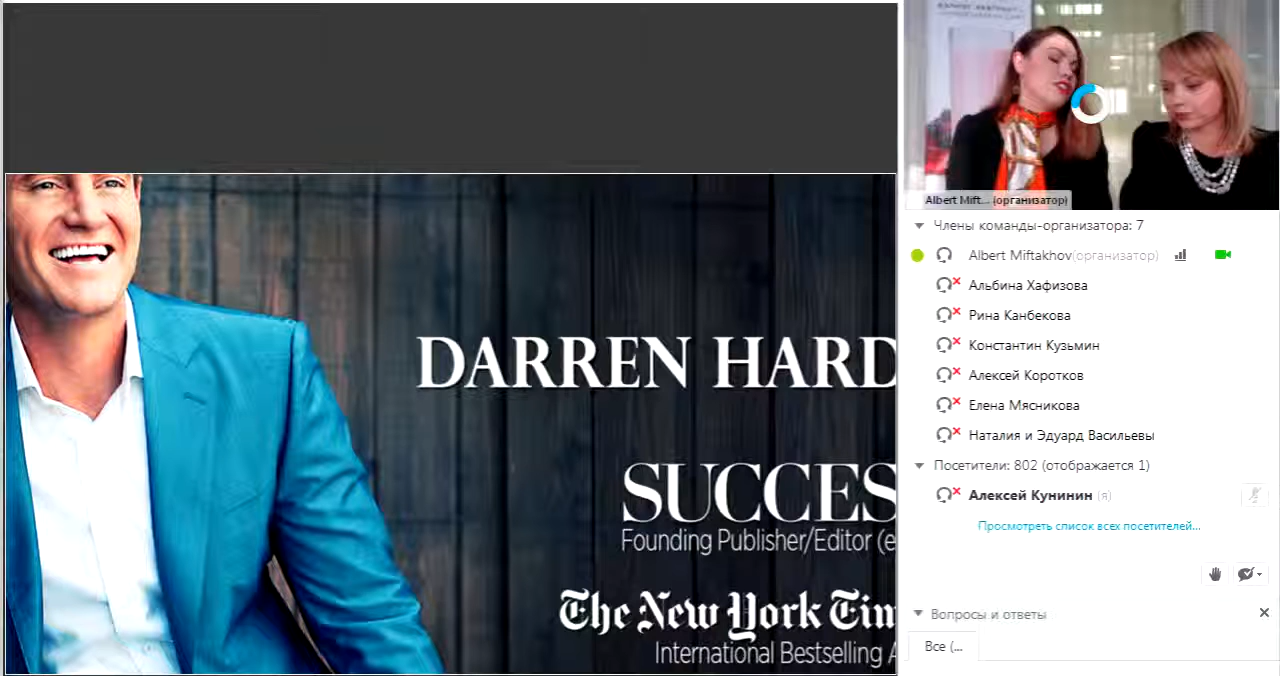 DARREN HARD
SUCCES
Founding Publisher/Editor (e
The New York Tim
International Bestselling A
Albert Mift... (организатор)
Члены команды-организатора: 7
Albert Miftakhov(организатор)
Альбина Хафизова
Рина Канбекова
Константин Кузьмин
Алексей Коротков
Елена Мясникова
Наталия и Эдуард Васильевы
Посетители: 802 (отображается 1)
Алексей Кунинин (я)
Просмотреть список всех посетителей...
Вопросы и ответы
Все (...